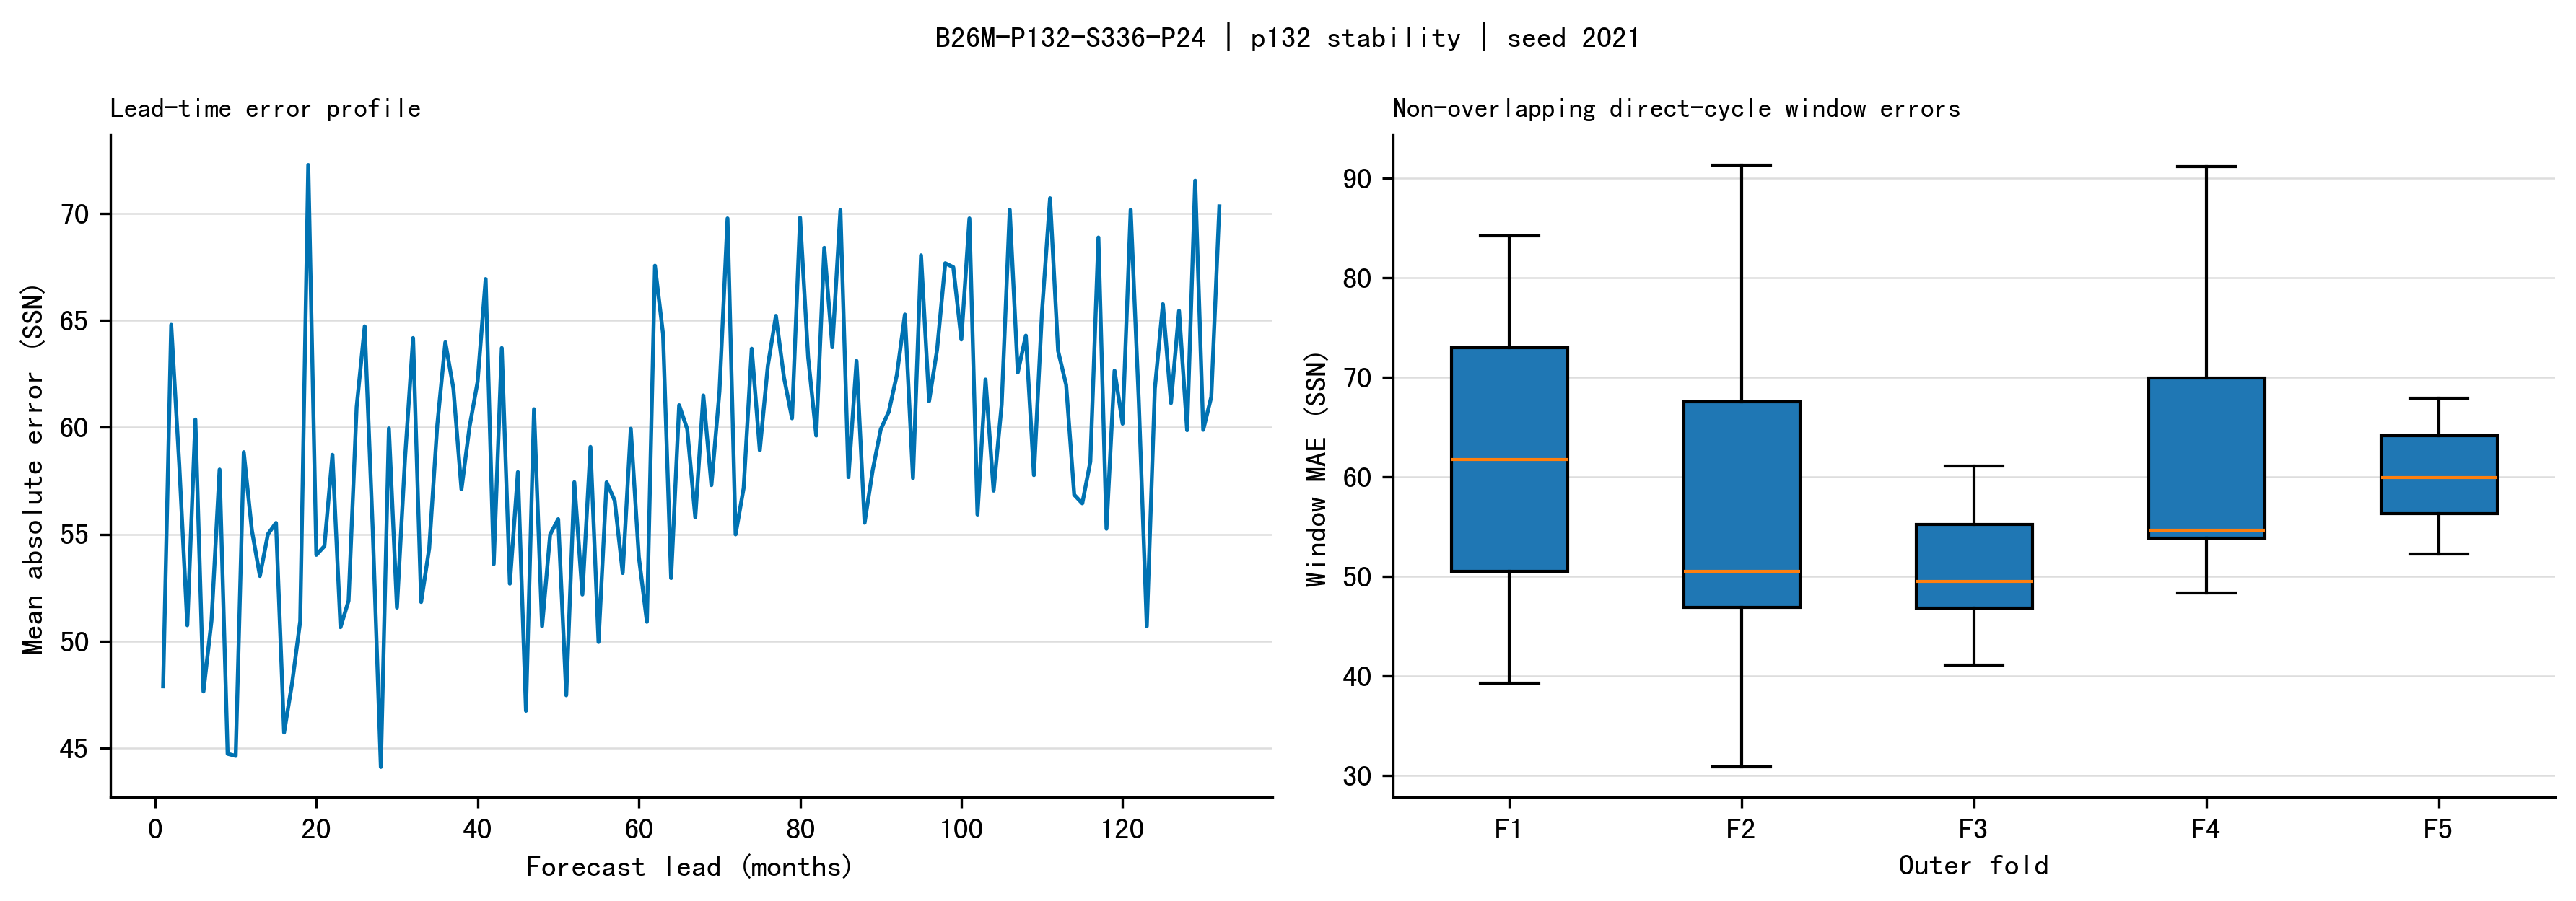 B26M-P132-S336-P24 | p132 stability | seed 2021
Lead-time error profile
Mean absolute error (SSN)
70
65
60
55
50
45
0 20 40 60 80 100 120
Forecast lead (months)
Non-overlapping direct-cycle window errors
Window MAE (SSN)
90
80
70
60
50
40
30
F1 F2 F3 F4 F5
Outer fold